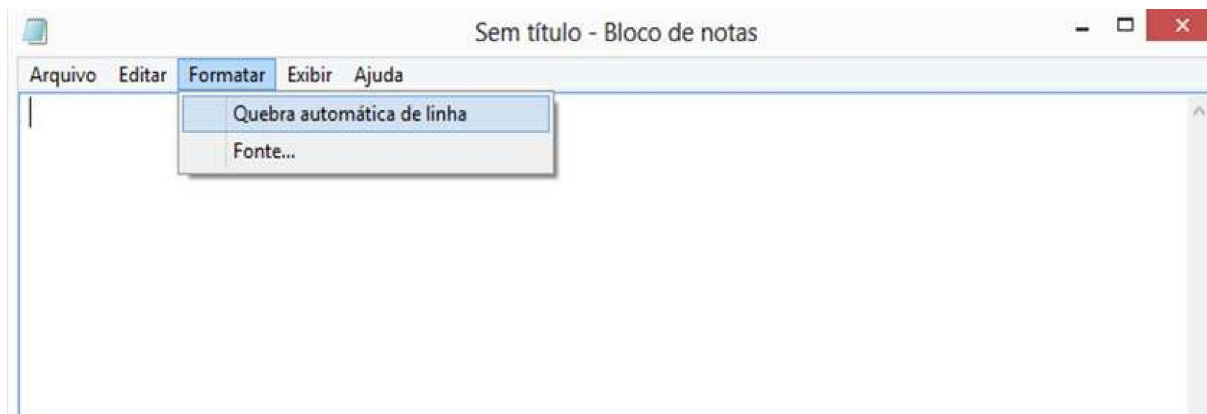 Sem título - Bloco de notas
Arquivo Editar Formatar Exibir Ajuda
Quebra automática de linha
Fonte...